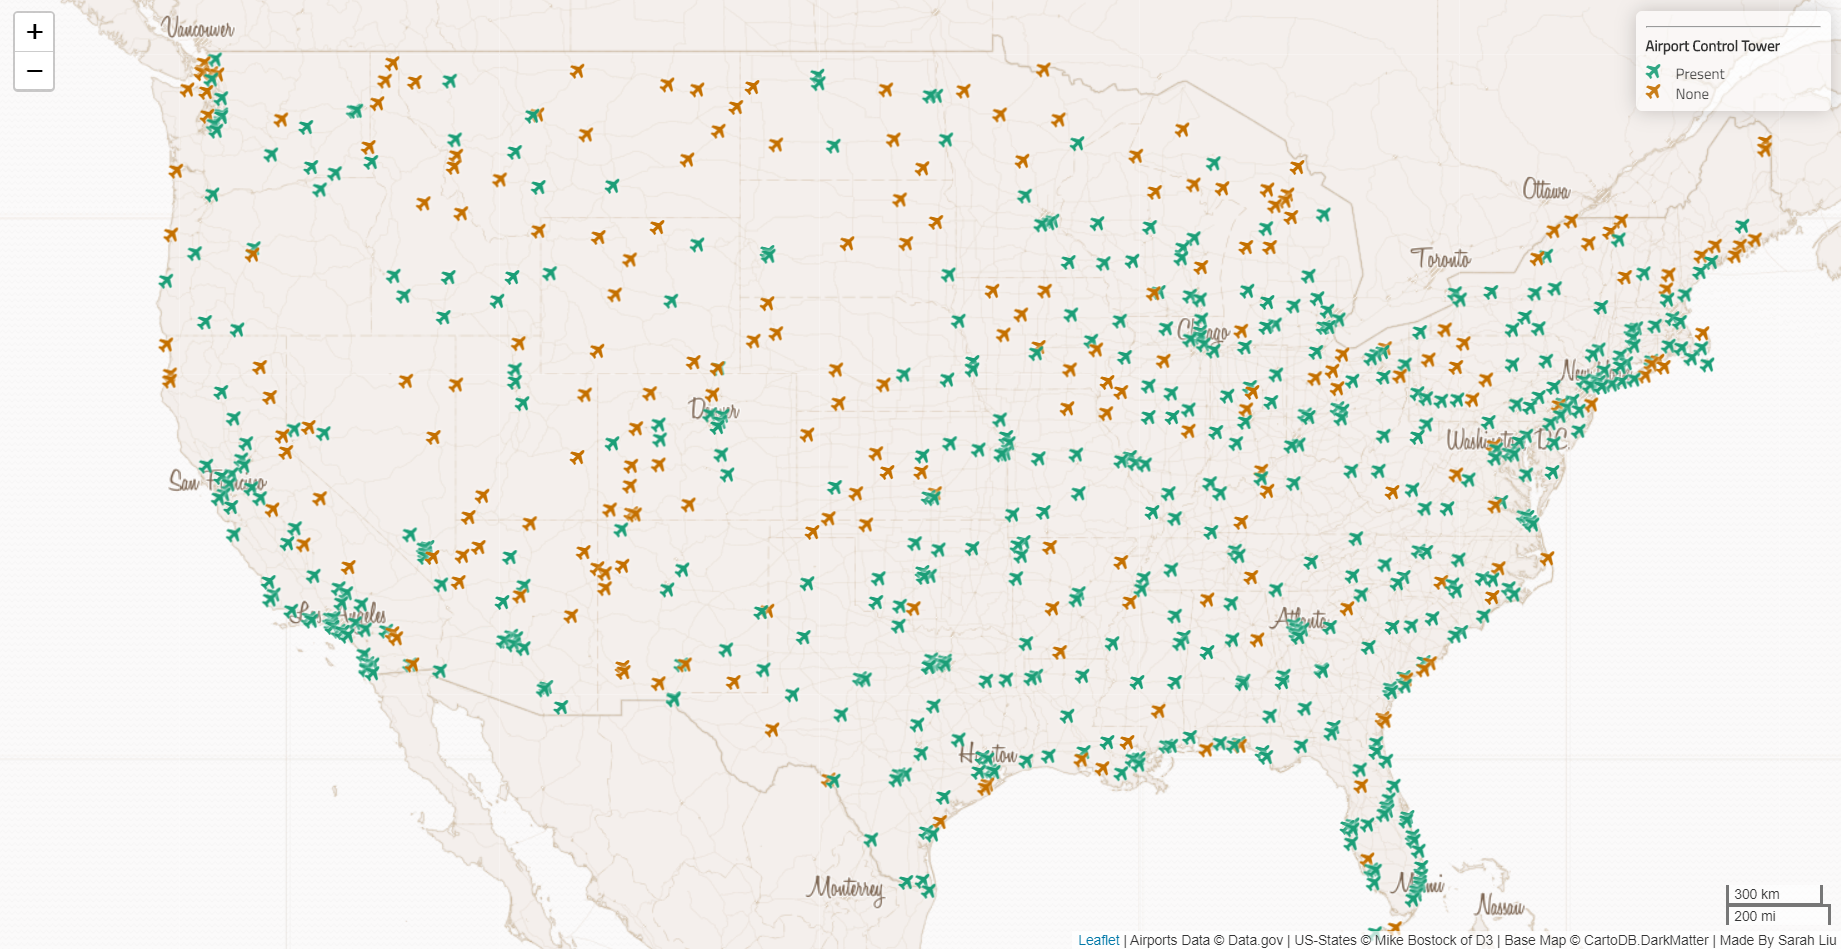 +
−
Vancouver
Airport Control Tower
Present
None
Ottawa
Toronto
Chicago
New York
Denver
Washington D.C.
San Francisco
Los Angeles
Atlanta
Houston
Monterrey
Miami
Nassau
300 km
200 mi
Leaflet | Airports Data © Data.gov | US-States © Mike Bostock of D3 | Base Map © CartoDB.DarkMatter | Made By Sarah Liu